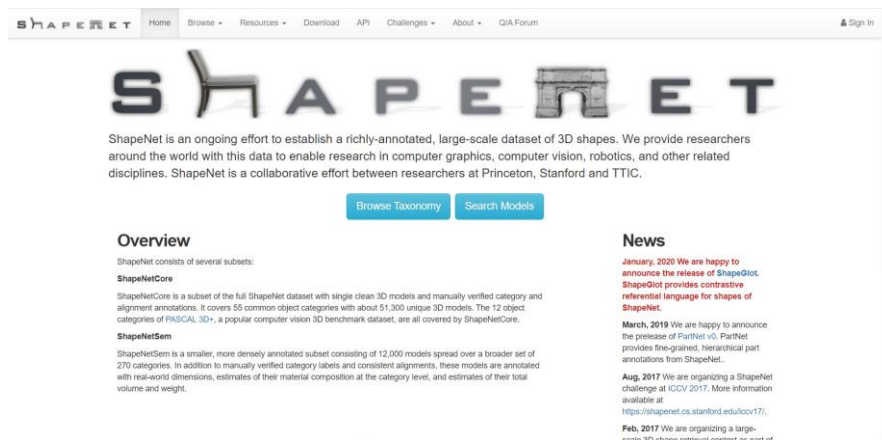 SHAPENET Home Browse Resources Download API Challenges About Q/A Forum Sign In
SHAPENET
ShapeNet is an ongoing effort to establish a richly-annotated, large-scale dataset of 3D shapes. We provide researchers
around the world with this data to enable research in computer graphics, computer vision, robotics, and other related
disciplines. ShapeNet is a collaborative effort between researchers at Princeton, Stanford and TTIC.
Browse Taxonomy Search Models
Overview
ShapeNet consists of several subsets:
ShapeNetCore
ShapeNetCore is a subset of the full ShapeNet dataset with single clean 3D models and manually verified category and
alignment annotations. It covers 55 common object categories with about 51,300 unique 3D models. The 12 object
categories of PASCAL 3D+, a popular computer vision 3D benchmark dataset, are all covered by ShapeNetCore.
ShapeNetSem
ShapeNetSem is a smaller, more densely annotated subset consisting of 12,000 models spread over a broader set of
270 categories. In addition to manually verified category labels and consistent alignments, these models are annotated
with real-world dimensions, estimates of their material composition at the category level, and estimates of their total
volume and weight.
News
January, 2020 We are happy to
announce the release of ShapeGlot.
ShapeGlot provides contrastive
referential language for shapes of
ShapeNet.
March, 2019 We are happy to announce
the prelease of PartNet v0. PartNet
provides fine-grained, hierarchical part
annotations from ShapeNet..
Aug, 2017 We are organizing a ShapeNet
challenge at ICCV 2017. More information
available at
https://shapenet.cs.stanford.edu/iccv17/.
Feb, 2017 We are organizing a large-
scale 3D shape retrieval contest as part of